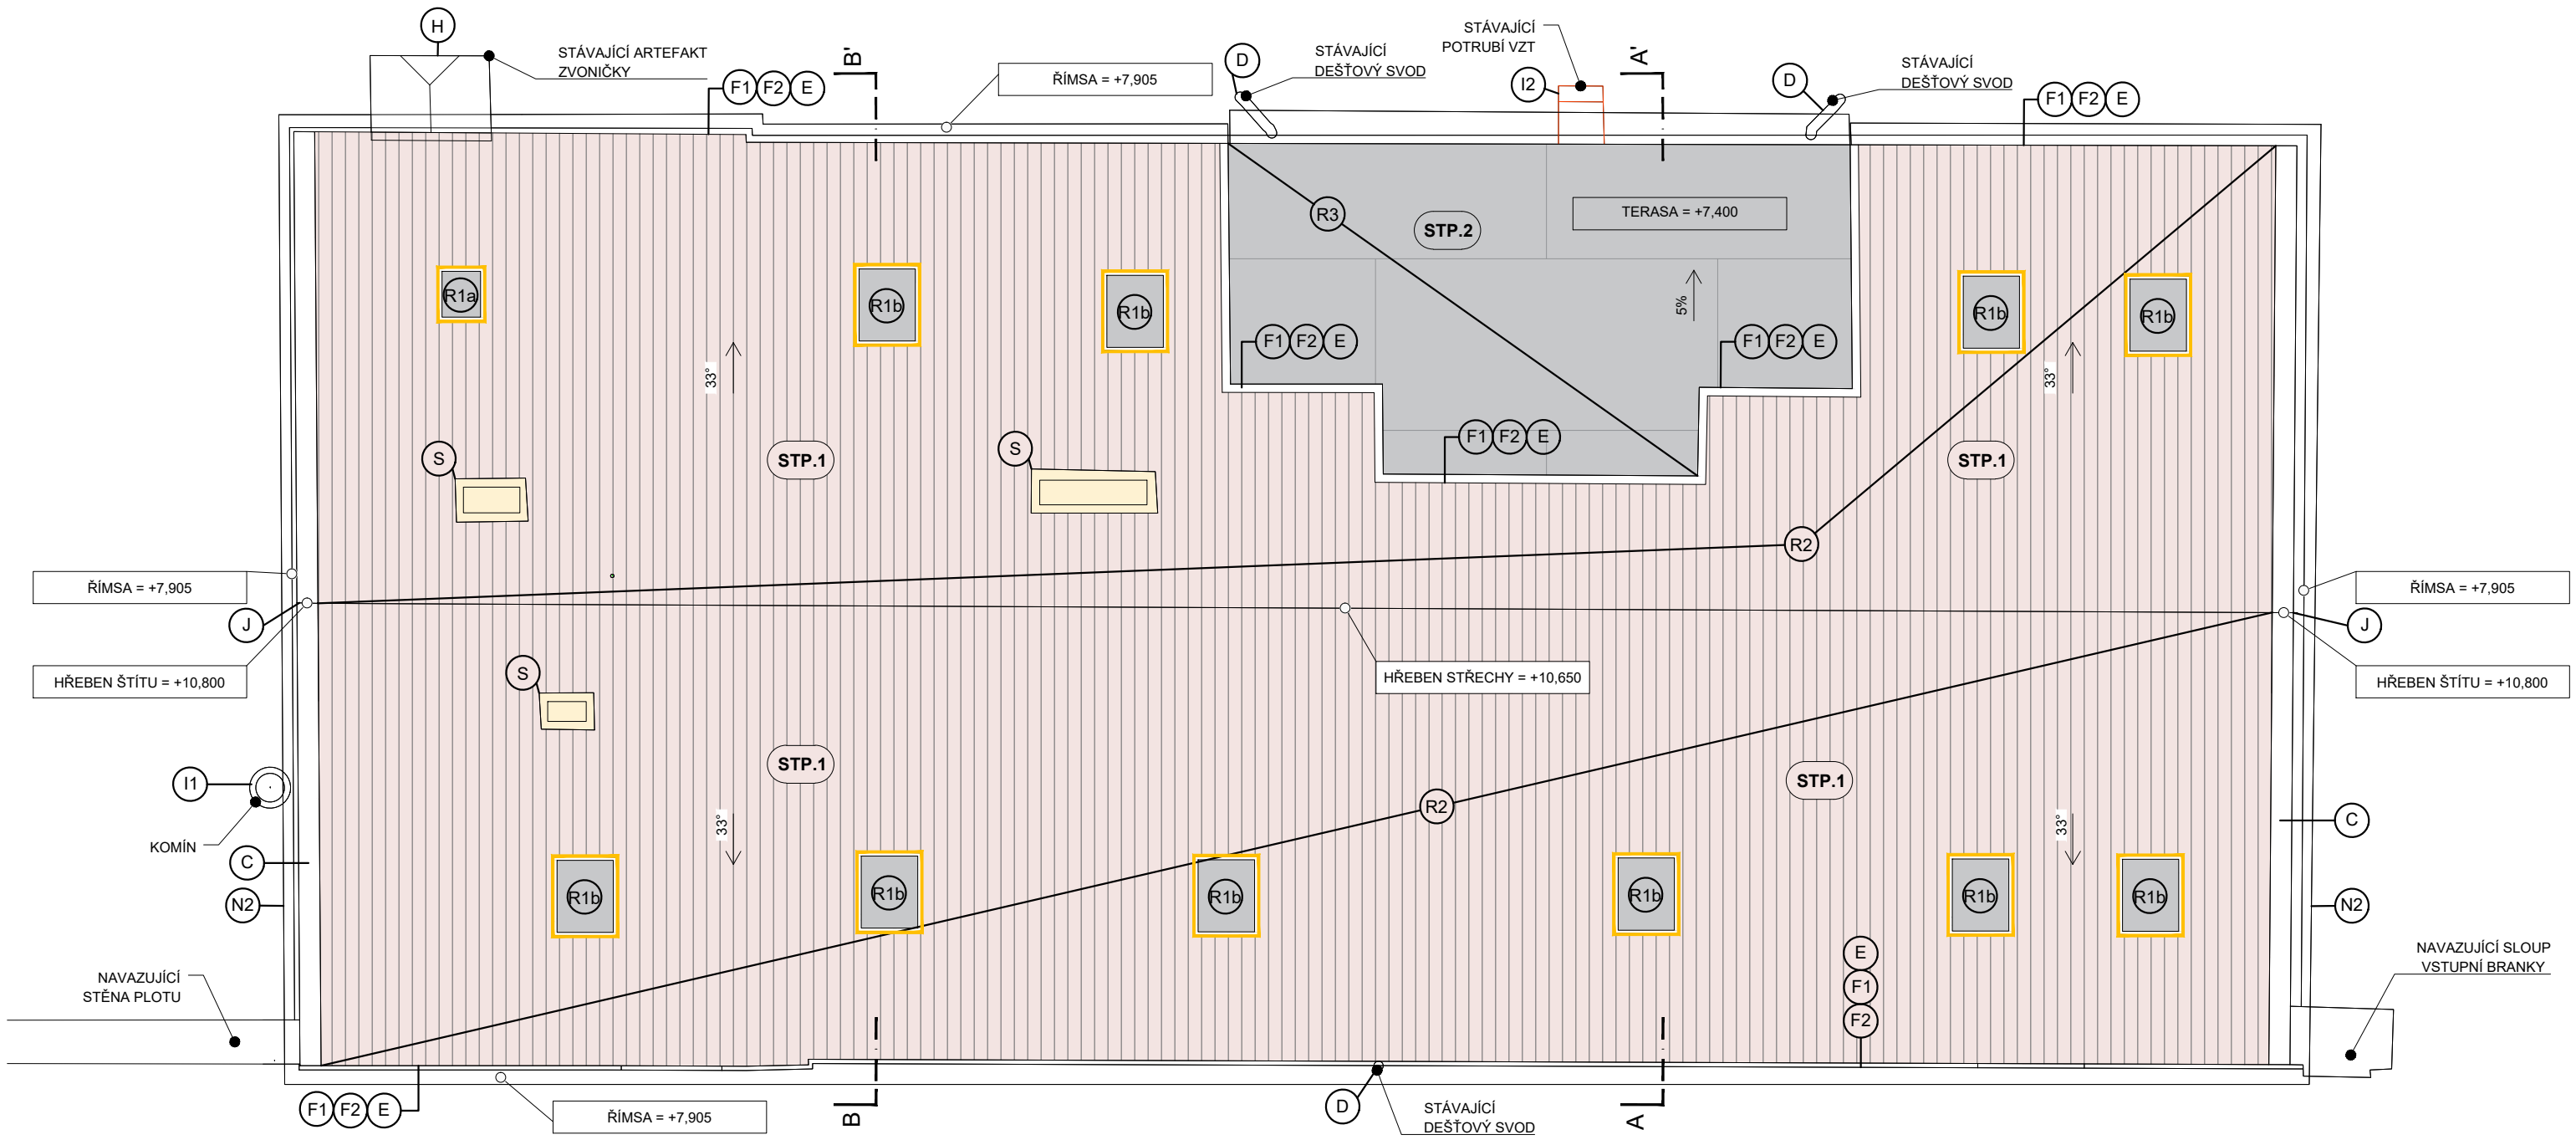 H
STÁVAJÍCÍ ARTEFAKT
ZVONIČKY
F1 F2 E
B'
ŘÍMSA = +7,905
D
STÁVAJÍCÍ
DEŠŤOVÝ SVOD
STÁVAJÍCÍ
POTRUBÍ VZT
I2
A'
D
STÁVAJÍCÍ
DEŠŤOVÝ SVOD
F1 F2 E
R3
STP.2
TERASA = +7,400
R1a
R1b
R1b
5%
R1b
R1b
F1 F2 E
F1 F2 E
33°
33°
F1 F2 E
S
STP.1
S
STP.1
R2
ŘÍMSA = +7,905
J
HŘEBEN ŠTÍTU = +10,800
ŘÍMSA = +7,905
J
HŘEBEN ŠTÍTU = +10,800
S
HŘEBEN STŘECHY = +10,650
STP.1
STP.1
I1
KOMÍN
R2
33°
33°
C
C
N2
N2
R1b
R1b
R1b
R1b
R1b
R1b
E
F1
F2
NAVAZUJÍCÍ
STĚNA PLOTU
NAVAZUJÍCÍ SLOUP
VSTUPNÍ BRANKY
F1 F2 E
ŘÍMSA = +7,905
B
D
STÁVAJÍCÍ
DEŠŤOVÝ SVOD
A